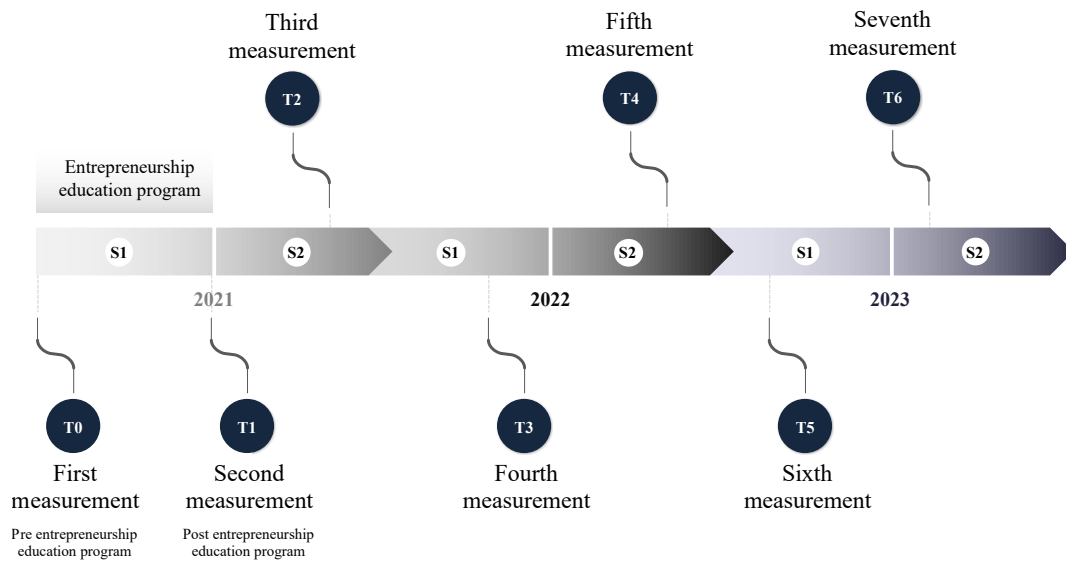 Third
measurement
Fifth
measurement
Seventh
measurement
T2
T4
T6
Entrepreneurship
education program
S1
S2
S1
S2
S1
S2
2021
2022
2023
T0
T1
T3
T5
First
measurement
Pre entrepreneurship
education program
Second
measurement
Post entrepreneurship
education program
Fourth
measurement
Sixth
measurement